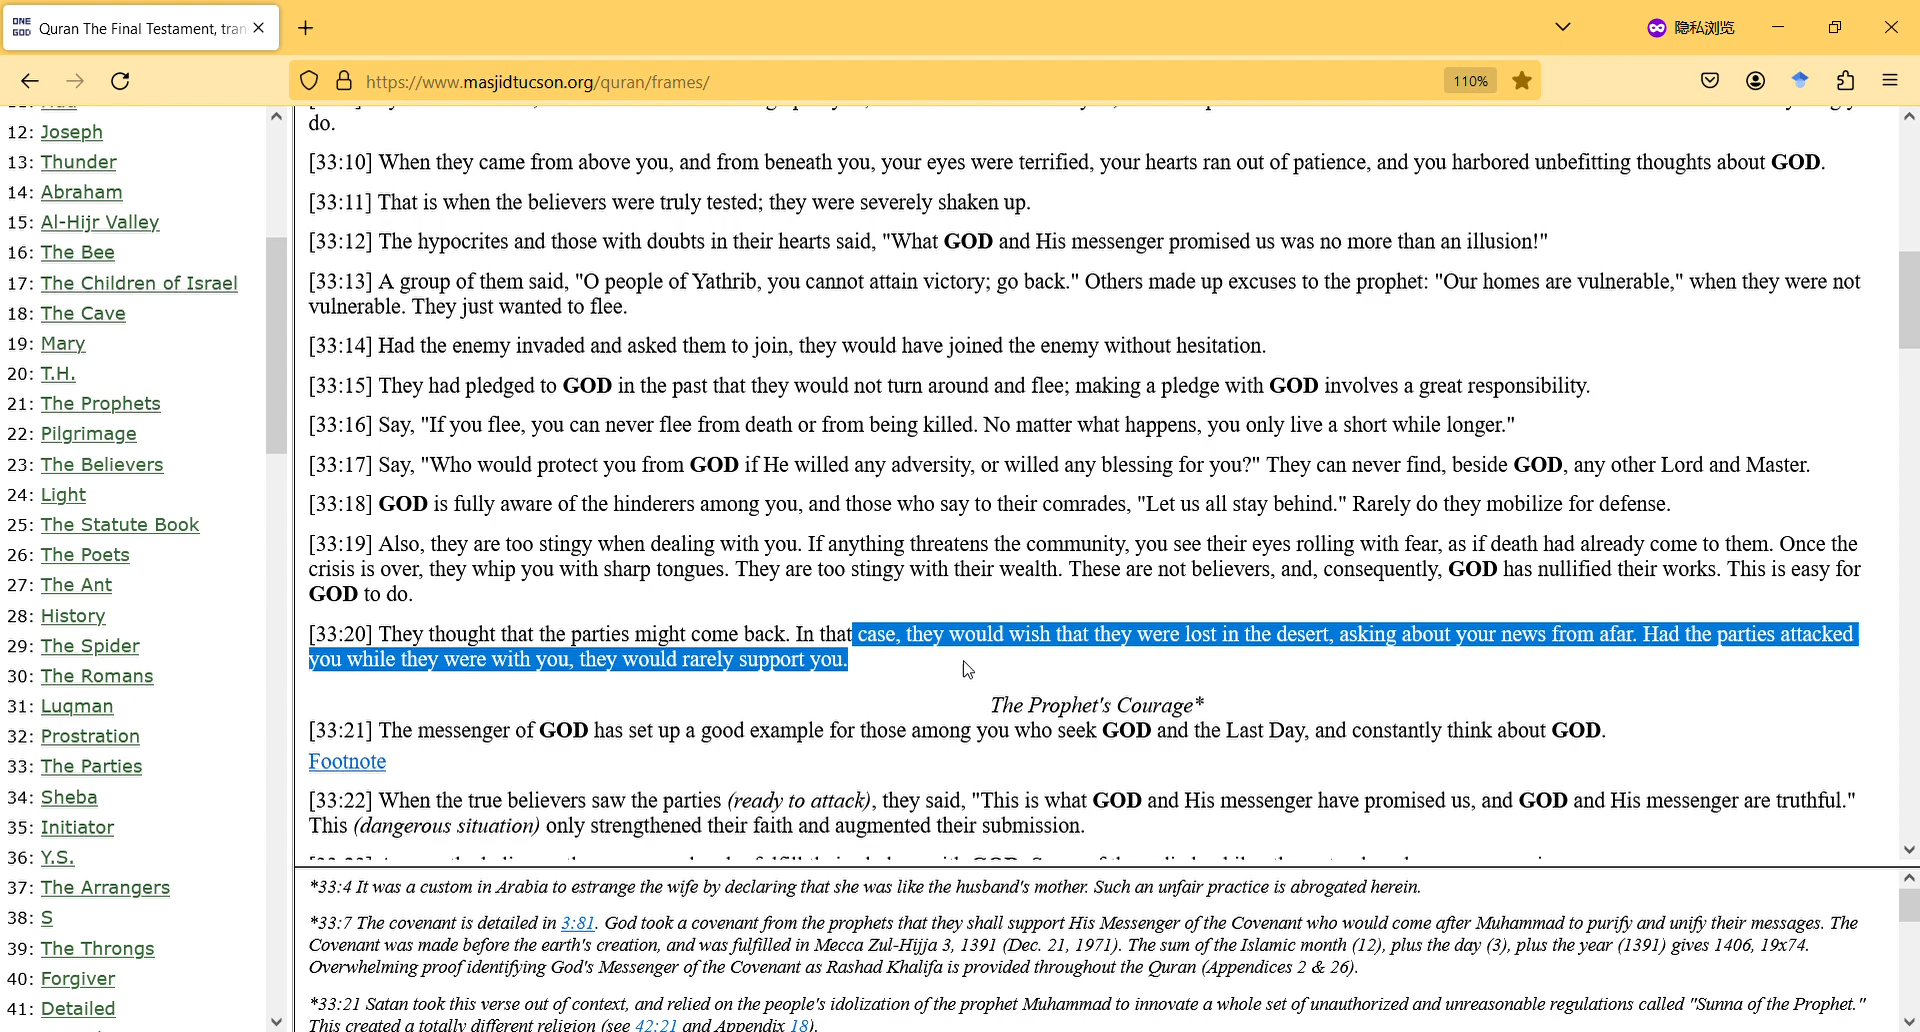 ONE
GOD
Quran The Final Testament, tran
隐私浏览
https://www.masjidtucson.org/quran/frames/
110%
12: Joseph
13: Thunder
14: Abraham
15: Al-Hijr Valley
16: The Bee
17: The Children of Israel
18: The Cave
19: Mary
20: T.H.
21: The Prophets
22: Pilgrimage
23: The Believers
24: Light
25: The Statute Book
26: The Poets
27: The Ant
28: History
29: The Spider
30: The Romans
31: Luqman
32: Prostration
33: The Parties
34: Sheba
35: Initiator
36: Y.S.
37: The Arrangers
38: S
39: The Throngs
40: Forgiver
41: Detailed
do.
[33:10] When they came from above you, and from beneath you, your eyes were terrified, your hearts ran out of patience, and you harbored unbefitting thoughts about GOD.
[33:11] That is when the believers were truly tested; they were severely shaken up.
[33:12] The hypocrites and those with doubts in their hearts said, "What GOD and His messenger promised us was no more than an illusion!"
[33:13] A group of them said, "O people of Yathrib, you cannot attain victory; go back." Others made up excuses to the prophet: "Our homes are vulnerable," when they were not
vulnerable. They just wanted to flee.
[33:14] Had the enemy invaded and asked them to join, they would have joined the enemy without hesitation.
[33:15] They had pledged to GOD in the past that they would not turn around and flee; making a pledge with GOD involves a great responsibility.
[33:16] Say, "If you flee, you can never flee from death or from being killed. No matter what happens, you only live a short while longer."
[33:17] Say, "Who would protect you from GOD if He willed any adversity, or willed any blessing for you?" They can never find, beside GOD, any other Lord and Master.
[33:18] GOD is fully aware of the hinderers among you, and those who say to their comrades, "Let us all stay behind." Rarely do they mobilize for defense.
[33:19] Also, they are too stingy when dealing with you. If anything threatens the community, you see their eyes rolling with fear, as if death had already come to them. Once the
crisis is over, they whip you with sharp tongues. They are too stingy with their wealth. These are not believers, and, consequently, GOD has nullified their works. This is easy for
GOD to do.
[33:20] They thought that the parties might come back. In that case, they would wish that they were lost in the desert, asking about your news from afar. Had the parties attacked
you while they were with you, they would rarely support you.
The Prophet's Courage*
[33:21] The messenger of GOD has set up a good example for those among you who seek GOD and the Last Day, and constantly think about GOD.
Footnote
[33:22] When the true believers saw the parties (ready to attack), they said, "This is what GOD and His messenger have promised us, and GOD and His messenger are truthful."
This (dangerous situation) only strengthened their faith and augmented their submission.
*33:4 It was a custom in Arabia to estrange the wife by declaring that she was like the husband's mother. Such an unfair practice is abrogated herein.
*33:7 The covenant is detailed in 3:81. God took a covenant from the prophets that they shall support His Messenger of the Covenant who would come after Muhammad to purify and unify their messages. The
Covenant was made before the earth's creation, and was fulfilled in Mecca Zul-Hijja 3, 1391 (Dec. 21, 1971). The sum of the Islamic month (12), plus the day (3), plus the year (1391) gives 1406, 19x74.
Overwhelming proof identifying God's Messenger of the Covenant as Rashad Khalifa is provided throughout the Quran (Appendices 2 & 26).
*33:21 Satan took this verse out of context, and relied on the people's idolization of the prophet Muhammad to innovate a whole set of unauthorized and unreasonable regulations called "Sunna of the Prophet."
This created a totally different religion (see 42:21 and Appendix 18).